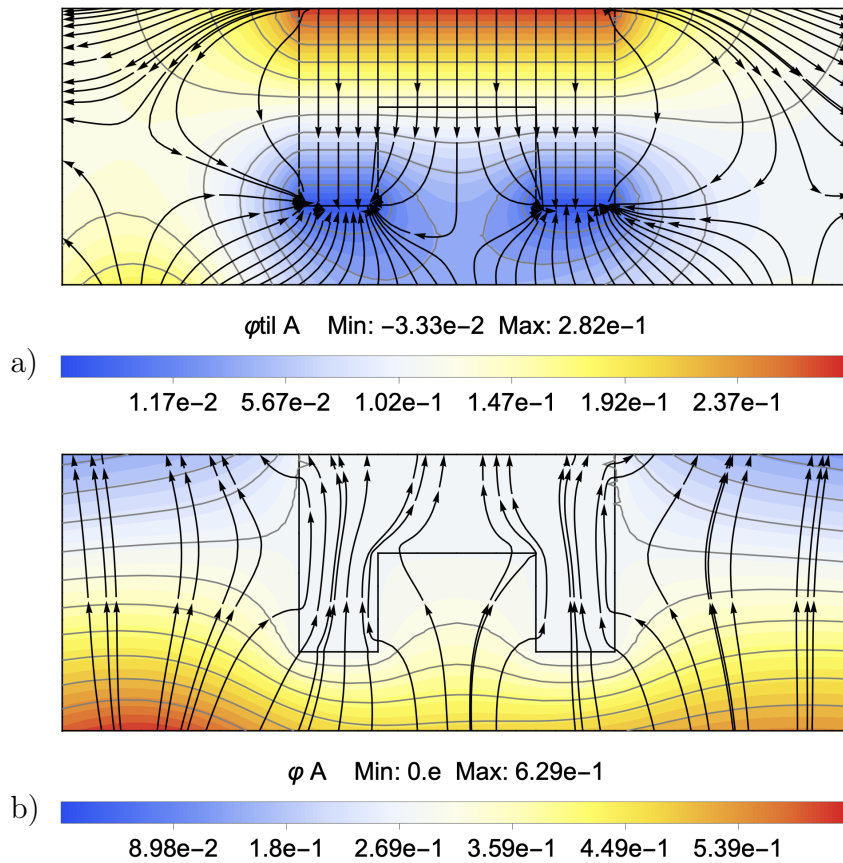 φtil A Min: −3.33e−2 Max: 2.82e−1
a)
1.17e−2 5.67e−2 1.02e−1 1.47e−1 1.92e−1 2.37e−1
φ A Min: 0.e Max: 6.29e−1
b)
8.98e−2 1.8e−1 2.69e−1 3.59e−1 4.49e−1 5.39e−1